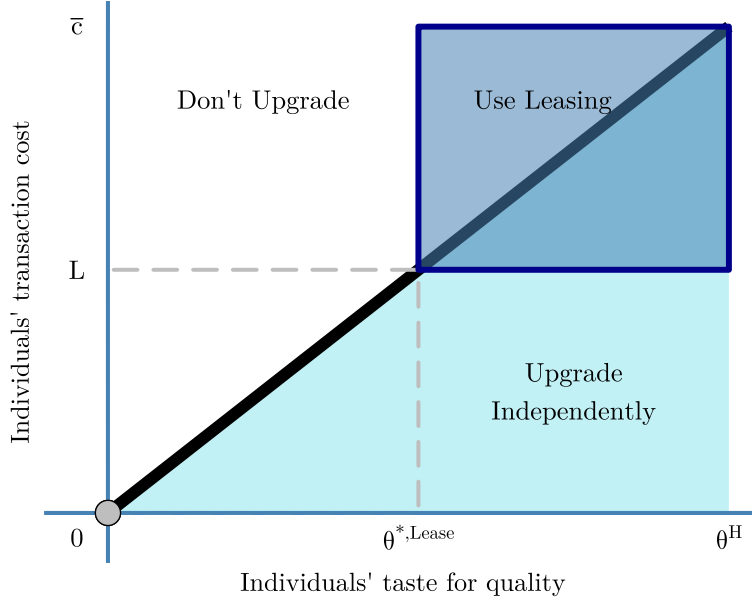 c̅
Don't Upgrade
Use Leasing
Individuals' transaction cost
L
Upgrade
Independently
0
θ*,Lease
θH
Individuals' taste for quality